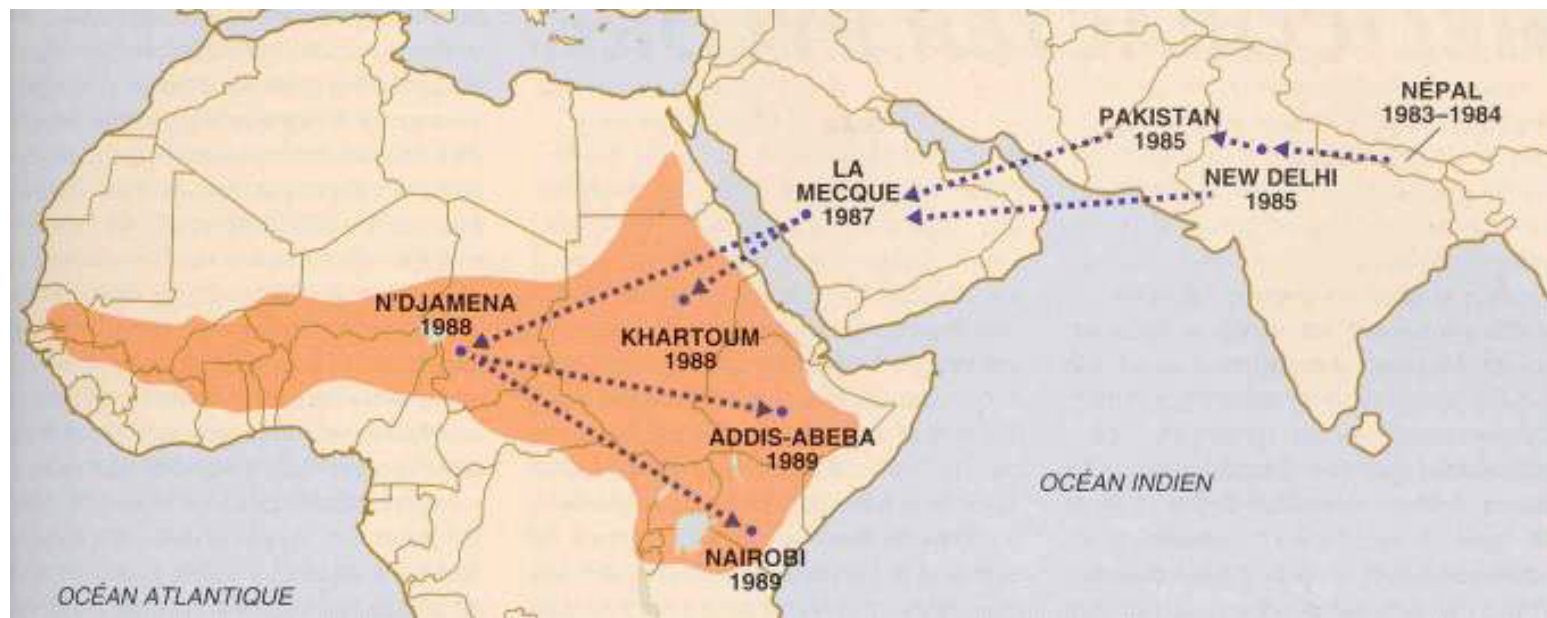 NÉPAL
1983–1984
PAKISTAN
1985
NEW DELHI
1985
LA
MECQUE
1987
N'DJAMENA
1988
KHARTOUM
1988
ADDIS-ABEBA
1989
NAIROBI
1989
OCÉAN INDIEN
OCÉAN ATLANTIQUE